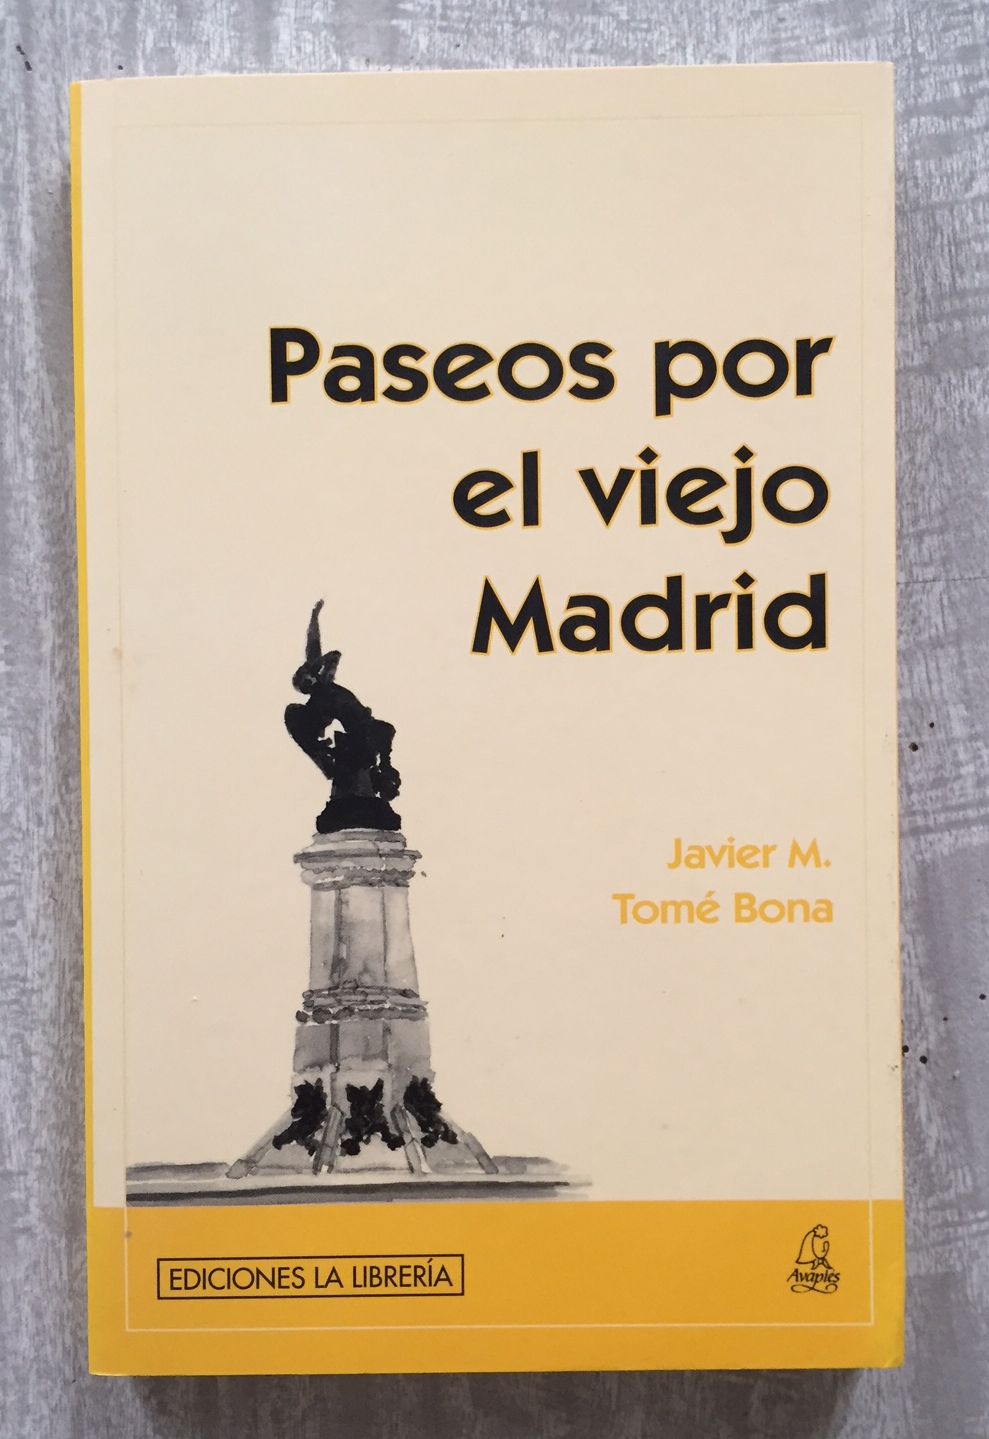 Paseos por
el viejo
Madrid
Javier M.
Tomé Bona
EDICIONES LA LIBRERÍA
Avapiés